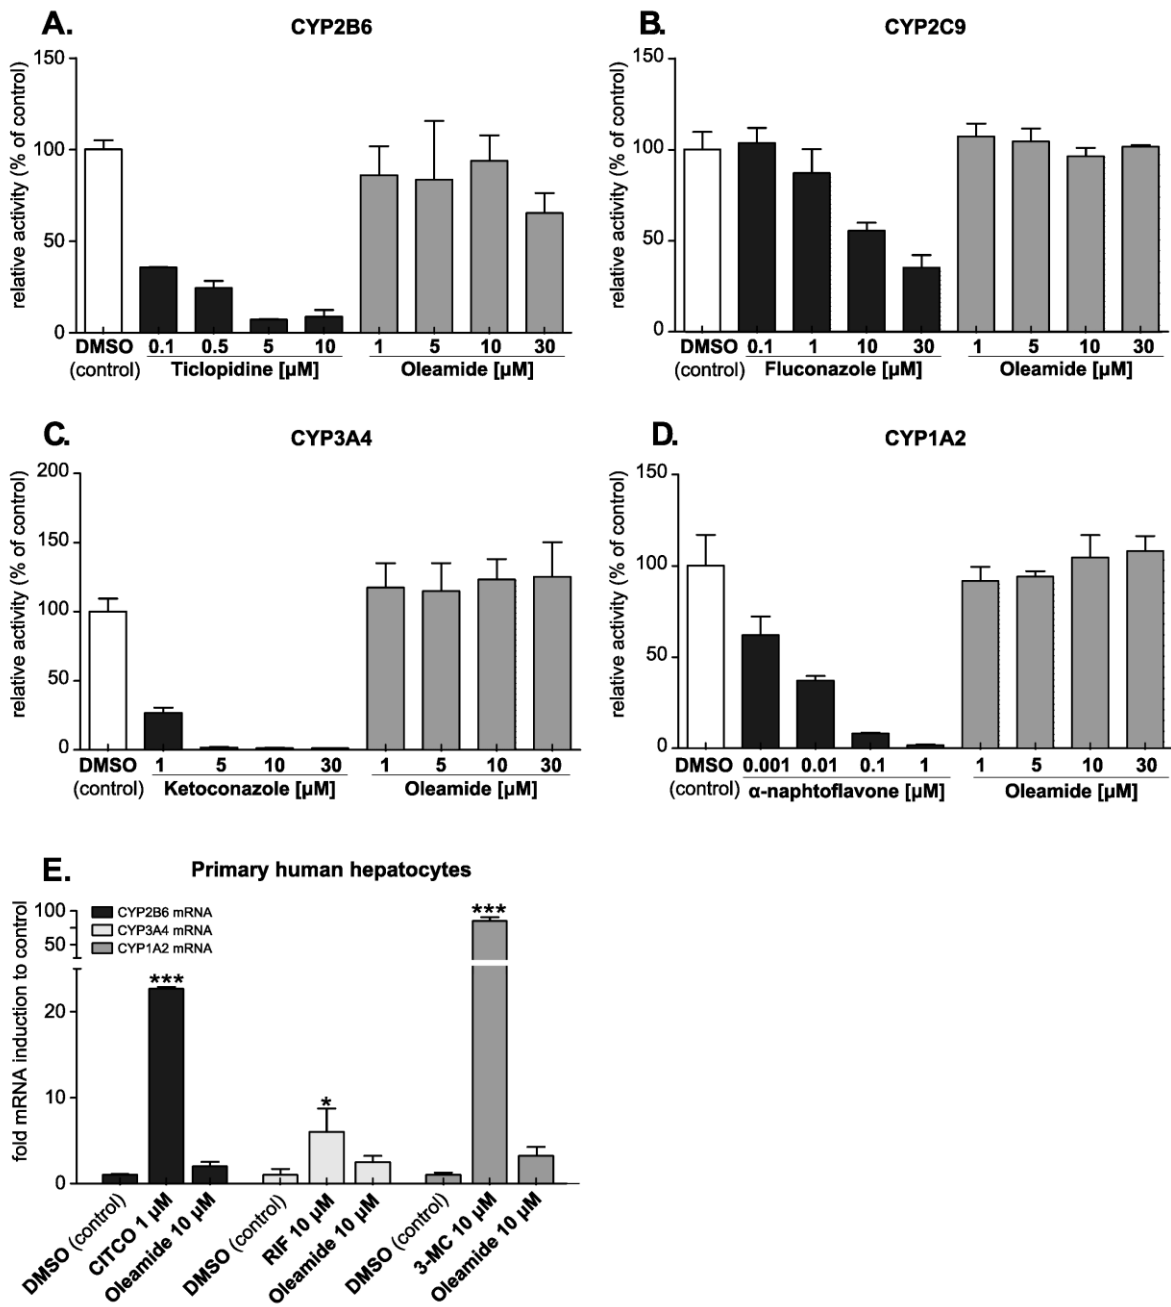 A.
CYP2B6
relative activity (% of control)
150
100
50
0
DMSO 0.1 0.5 5 10 1 5 10 30
(control) Ticlopidine [µM] Oleamide [µM]
B.
CYP2C9
relative activity (% of control)
150
100
50
0
DMSO 0.1 1 10 30 1 5 10 30
(control) Fluconazole [µM] Oleamide [µM]
C.
CYP3A4
relative activity (% of control)
200
150
100
50
0
DMSO 1 5 10 30 1 5 10 30
(control) Ketoconazole [µM] Oleamide [µM]
D.
CYP1A2
relative activity (% of control)
150
100
50
0
DMSO 0.001 0.01 0.1 1 1 5 10 30
(control) α-naphtoflavone [µM] Oleamide [µM]
E.
Primary human hepatocytes
fold mRNA induction to control
100
50
20
10
0
CYP2B6 mRNA
CYP3A4 mRNA
CYP1A2 mRNA
***
*
***
DMSO (control)
CITCO 1 µM
Oleamide 10 µM
DMSO (control)
RIF 10 µM
Oleamide 10 µM
DMSO (control)
3-MC 10 µM
Oleamide 10 µM